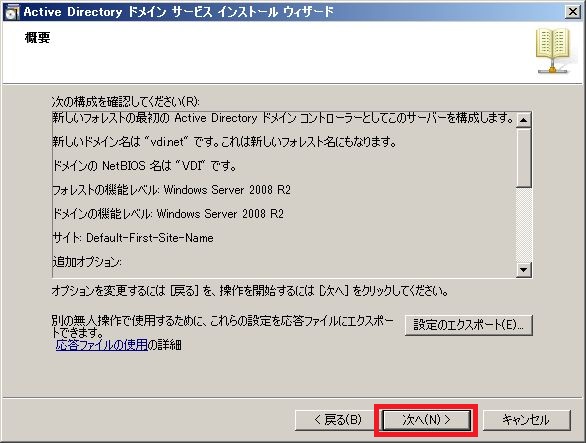 Active Directory ドメイン サービス インストール ウィザード
概要
次の構成を確認してください(R):
新しいフォレストの最初の Active Directory ドメイン コントローラーとしてこのサーバーを構成します。
新しいドメイン名は "vdi.net" です。これは新しいフォレスト名にもなります。
ドメインの NetBIOS 名は "VDI" です。
フォレストの機能レベル: Windows Server 2008 R2
ドメインの機能レベル: Windows Server 2008 R2
サイト: Default-First-Site-Name
追加オプション:
オプションを変更するには [戻る] を、操作を開始するには [次へ] をクリックしてください。
別の無人操作で使用するために、これらの設定を応答ファイルにエクスポー
トできます。
設定のエクスポート(E)...
応答ファイルの使用の詳細
< 戻る(B)
次へ(N) >
キャンセル